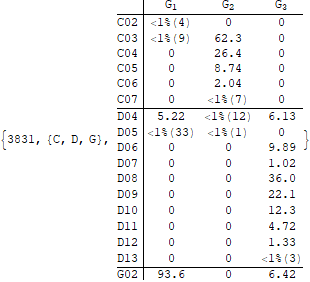 G1 G2 G3
C02 <1%(4) 0 0
C03 <1%(9) 62.3 0
C04 0 26.4 0
C05 0 8.74 0
C06 0 2.04 0
C07 0 <1%(7) 0
D04 5.22 <1%(12) 6.13
D05 <1%(33) <1%(1) 0
{3831, {C, D, G}, D06 0 0 9.89 }
D07 0 0 1.02
D08 0 0 36.0
D09 0 0 22.1
D10 0 0 12.3
D11 0 0 4.72
D12 0 0 1.33
D13 0 0 <1%(3)
G02 93.6 0 6.42